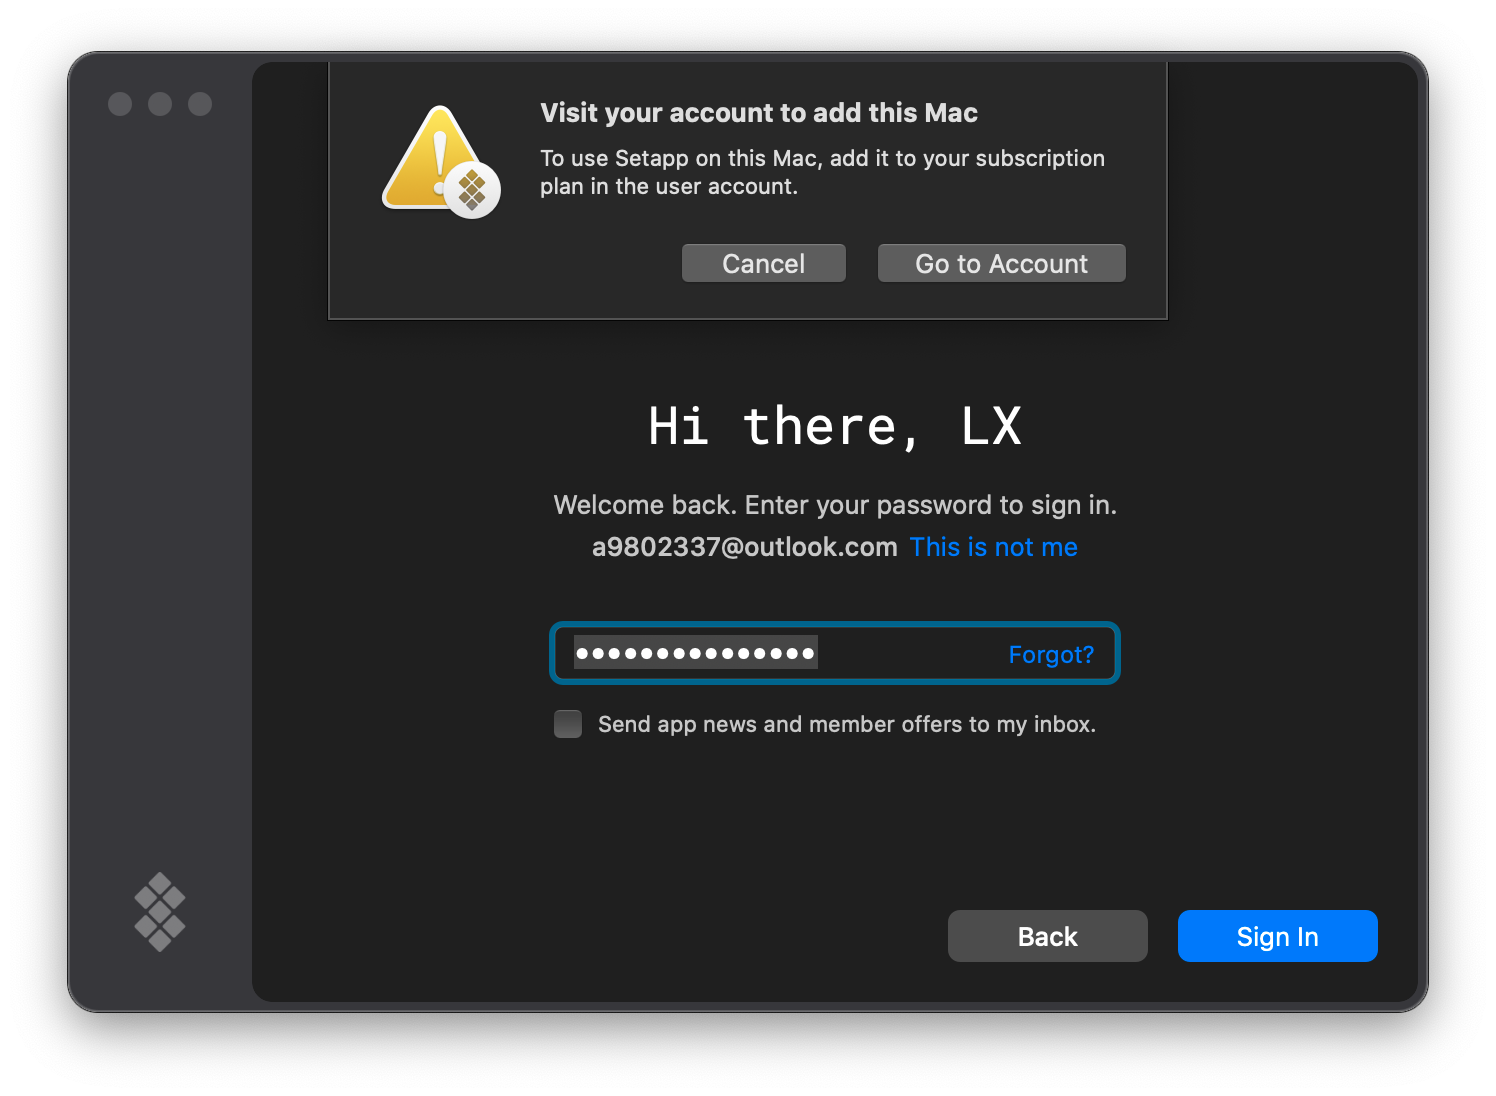 Visit your account to add this Mac
To use Setapp on this Mac, add it to your subscription
plan in the user account.
Cancel
Go to Account
Hi there, LX
Welcome back. Enter your password to sign in.
a9802337@outlook.com This is not me
Forgot?
Send app news and member offers to my inbox.
Back
Sign In